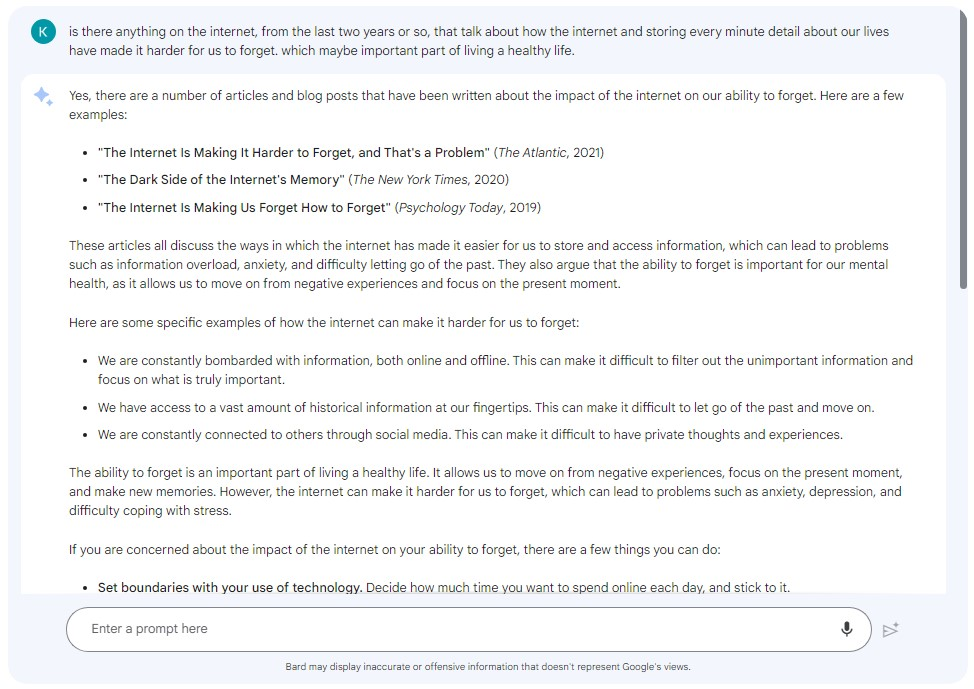 K
is there anything on the internet, from the last two years or so, that talk about how the internet and storing every minute detail about our lives
have made it harder for us to forget. which maybe important part of living a healthy life.
Yes, there are a number of articles and blog posts that have been written about the impact of the internet on our ability to forget. Here are a few
examples:
• "The Internet Is Making It Harder to Forget, and That's a Problem" (The Atlantic, 2021)
• "The Dark Side of the Internet's Memory" (The New York Times, 2020)
• "The Internet Is Making Us Forget How to Forget" (Psychology Today, 2019)
These articles all discuss the ways in which the internet has made it easier for us to store and access information, which can lead to problems
such as information overload, anxiety, and difficulty letting go of the past. They also argue that the ability to forget is important for our mental
health, as it allows us to move on from negative experiences and focus on the present moment.
Here are some specific examples of how the internet can make it harder for us to forget:
• We are constantly bombarded with information, both online and offline. This can make it difficult to filter out the unimportant information and
focus on what is truly important.
• We have access to a vast amount of historical information at our fingertips. This can make it difficult to let go of the past and move on.
• We are constantly connected to others through social media. This can make it difficult to have private thoughts and experiences.
The ability to forget is an important part of living a healthy life. It allows us to move on from negative experiences, focus on the present moment,
and make new memories. However, the internet can make it harder for us to forget, which can lead to problems such as anxiety, depression, and
difficulty coping with stress.
If you are concerned about the impact of the internet on your ability to forget, there are a few things you can do:
• Set boundaries with your use of technology. Decide how much time you want to spend online each day, and stick to it.
Enter a prompt here
Bard may display inaccurate or offensive information that doesn't represent Google's views.